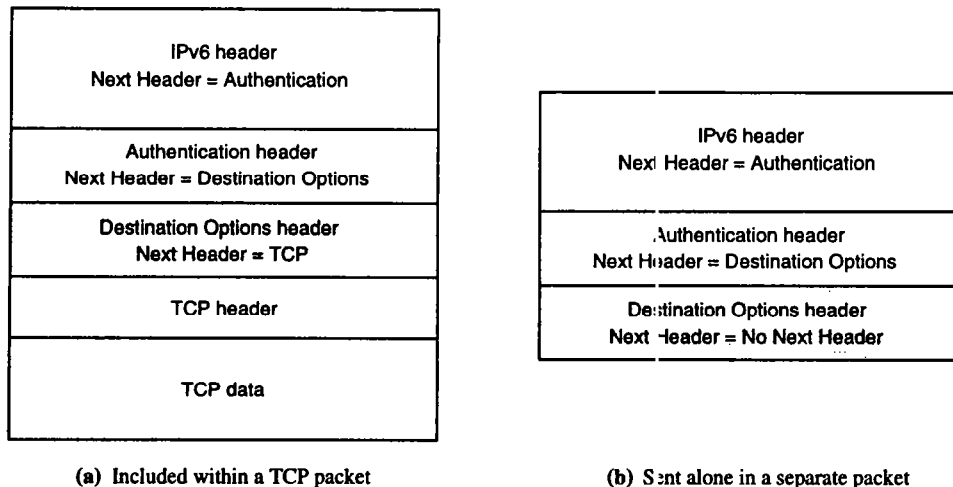 IPv6 header
Next Header = Authentication
Authentication header
Next Header = Destination Options
Destination Options header
Next Header = TCP
TCP header
TCP data
(a) Included within a TCP packet
IPv6 header
Next Header = Authentication
Authentication header
Next Header = Destination Options
Destination Options header
Next Header = No Next Header
(b) Sent alone in a separate packet